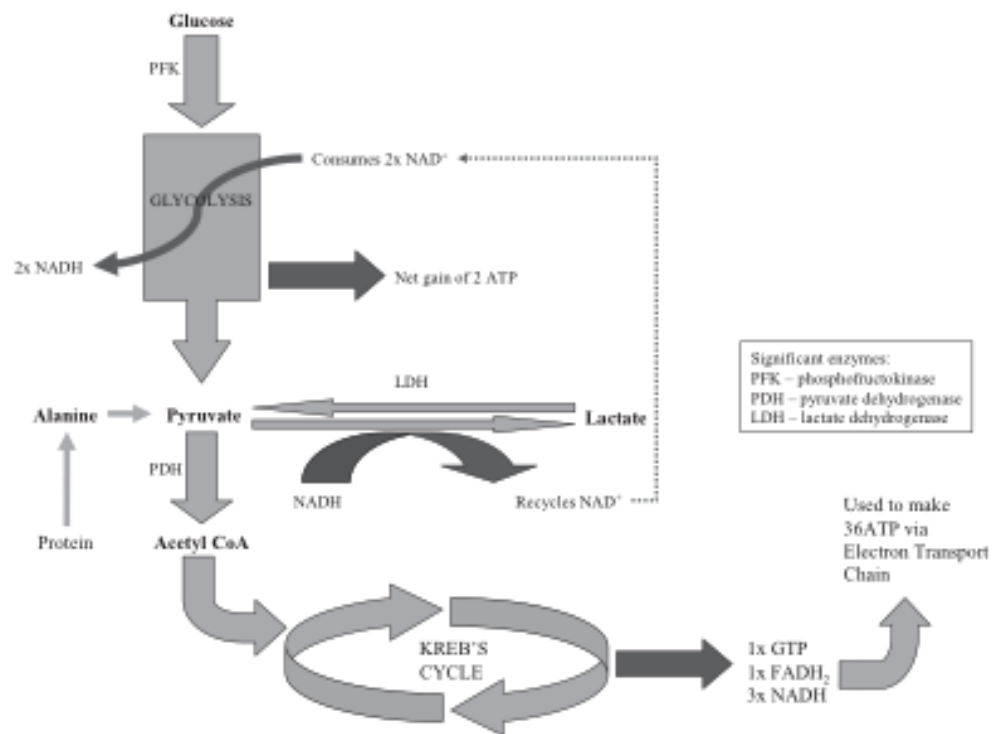 Glucose
PFK
Consumes 2x NAD⁺
GLYCOLYSIS
2x NADH
Net gain of 2 ATP
LDH
Alanine
Pyruvate
Lactate
Significant enzymes:
PFK – phosphofructokinase
PDH – pyruvate dehydrogenase
LDH – lactate dehydrogenase
PDH
NADH
Recycles NAD⁺
Protein
Acetyl CoA
Used to make
36ATP via
Electron Transport
Chain
KREB'S
CYCLE
1x GTP
1x FADH₂
3x NADH